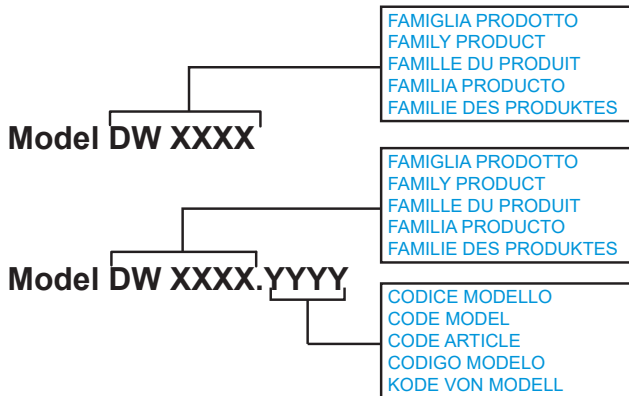 FAMIGLIA PRODOTTO
FAMILY PRODUCT
FAMILLE DU PRODUIT
FAMILIA PRODUCTO
FAMILIE DES PRODUKTES
Model DW XXXX
FAMIGLIA PRODOTTO
FAMILY PRODUCT
FAMILLE DU PRODUIT
FAMILIA PRODUCTO
FAMILIE DES PRODUKTES
Model DW XXXX.YYYY
CODICE MODELLO
CODE MODEL
CODE ARTICLE
CODIGO MODELO
KODE VON MODELL